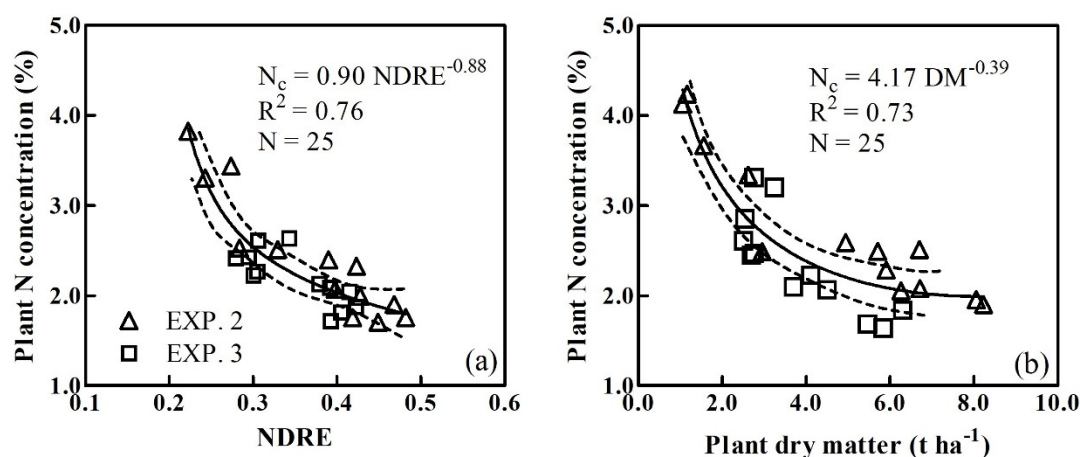 5.0
4.0
3.0
2.0
1.0
Plant N concentration (%)
N_c = 0.90 NDRE^-0.88
R^2 = 0.76
N = 25
EXP. 2
EXP. 3
(a)
0.1 0.2 0.3 0.4 0.5 0.6
NDRE
5.0
4.0
3.0
2.0
1.0
Plant N concentration (%)
N_c = 4.17 DM^-0.39
R^2 = 0.73
N = 25
(b)
0.0 2.0 4.0 6.0 8.0 10.0
Plant dry matter (t ha^-1)